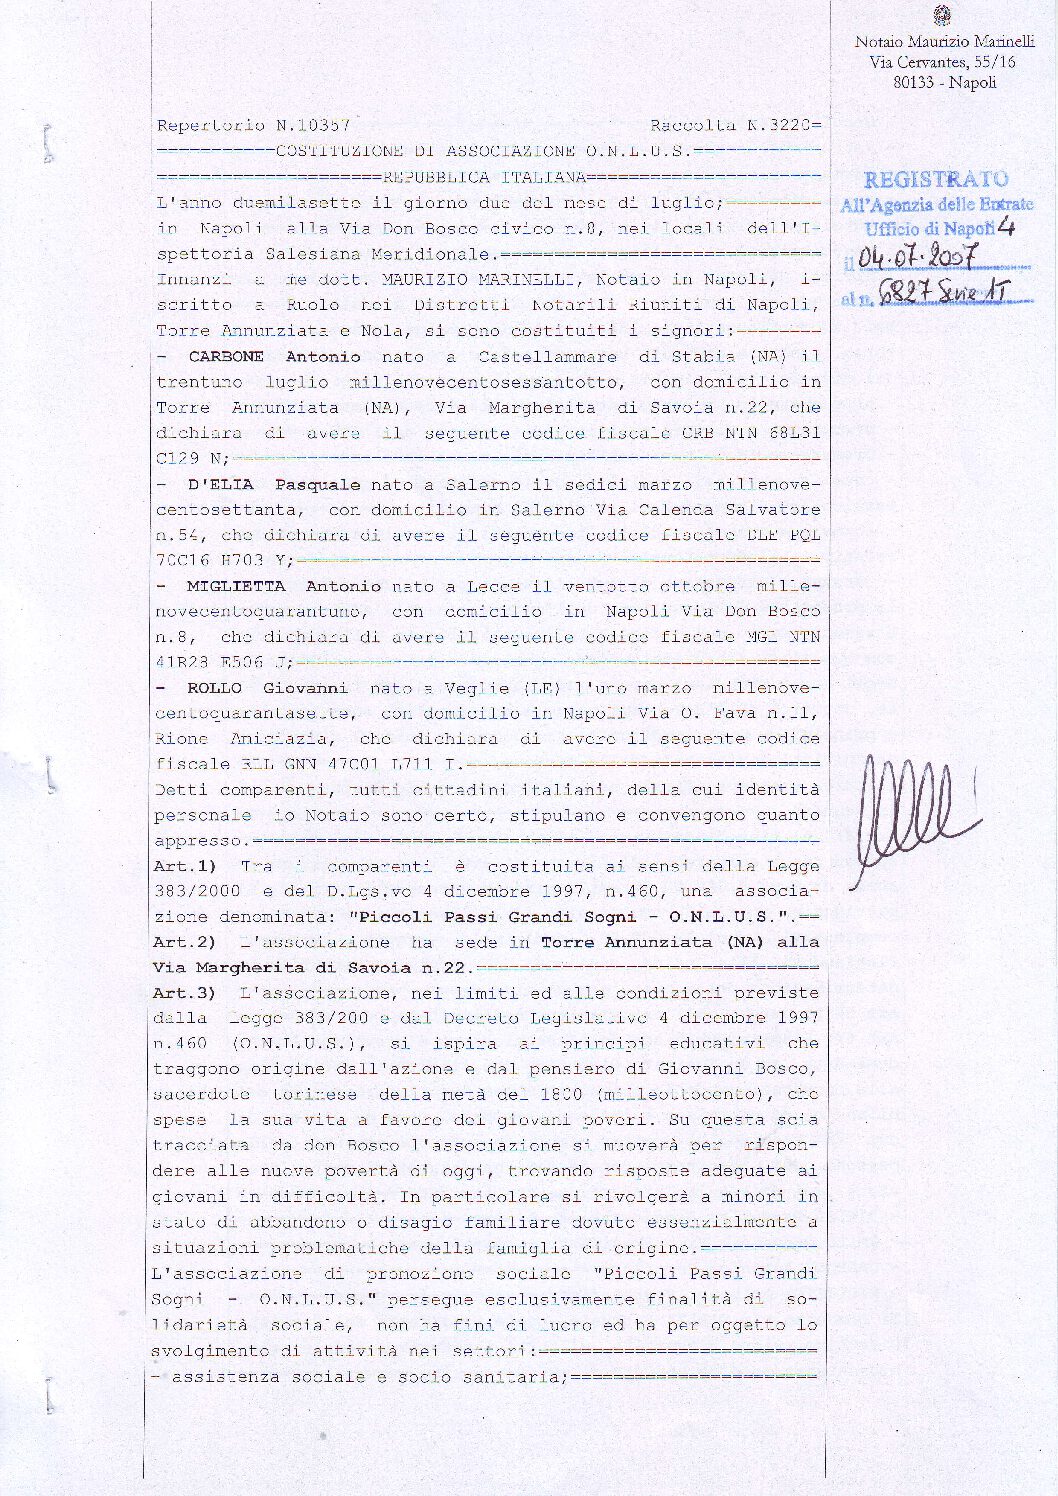 Notaio Maurizio Marinelli
Via Cervantes, 55/16
80133 - Napoli
Repertorio N.10357 Raccolta N.3220=
===========COSTITUZIONE DI ASSOCIAZIONE O.N.L.U.S.============
=====================REPUBBLICA ITALIANA======================
L'anno duemilasette il giorno due del mese di luglio;=========
in Napoli alla Via Don Bosco civico n.8, nei locali dell'I-
spettoria Salesiana Meridionale.==============================
Innanzi a me dott. MAURIZIO MARINELLI, Notaio in Napoli, i-
scritto a Ruolo nei Distretti Notarili Riuniti di Napoli,
Torre Annunziata e Nola, si sono costituiti i signori:--------
- CARBONE Antonio nato a Castellammare di Stabia (NA) il
trentuno luglio millenovecentosessantotto, con domicilio in
Torre Annunziata (NA), Via Margherita di Savoia n.22, che
dichiara di avere il seguente codice fiscale CRB NTN 68L31
C129 N;-------------------------------------------------------
- D'ELIA Pasquale nato a Salerno il sedici marzo millenove-
centosettanta, con domicilio in Salerno Via Calenda Salvatore
n.54, che dichiara di avere il seguente codice fiscale DLE PQL
70C16 H703 Y;=================================================
- MIGLIETTA Antonio nato a Lecce il ventotto ottobre mille-
novecentoquarantuno, con domicilio in Napoli Via Don Bosco
n.8, che dichiara di avere il seguente codice fiscale MGL NTN
41R28 E506 J;=================================================
- ROLLO Giovanni nato a Veglie (LE) l'uno marzo millenove-
centoquarantasette, con domicilio in Napoli Via O. Fava n.11,
Rione Amicizia, che dichiara di avere il seguente codice
fiscale RLL GNN 47C01 L711 I.=================================
Detti comparenti, tutti cittadini italiani, della cui identità
personale io Notaio sono certo, stipulano e convengono quanto
appresso.=====================================================
Art.1) Tra i comparenti è costituita ai sensi della Legge
383/2000 e del D.Lgs.vo 4 dicembre 1997, n.460, una associa-
zione denominata: "Piccoli Passi Grandi Sogni - O.N.L.U.S.".==
Art.2) L'associazione ha sede in Torre Annunziata (NA) alla
Via Margherita di Savoia n.22.================================
Art.3) L'associazione, nei limiti ed alle condizioni previste
dalla Legge 383/200 e dal Decreto Legislativo 4 dicembre 1997
n.460 (O.N.L.U.S.), si ispira ai principi educativi che
traggono origine dall'azione e dal pensiero di Giovanni Bosco,
sacerdote torinese della metà del 1800 (milleottocento), che
spese la sua vita a favore dei giovani poveri. Su questa scia
tracciata da don Bosco l'associazione si muoverà per rispon-
dere alle nuove povertà di oggi, trovando risposte adeguate ai
giovani in difficoltà. In particolare si rivolgerà a minori in
stato di abbandono o disagio familiare dovuto essenzialmente a
situazioni problematiche della famiglia di origine.===========
L'associazione di promozione sociale "Piccoli Passi Grandi
Sogni - O.N.L.U.S." persegue esclusivamente finalità di so-
lidarietà sociale, non ha fini di lucro ed ha per oggetto lo
svolgimento di attività nei settori:==========================
- assistenza sociale e socio sanitaria;=======================
REGISTRATO
All'Agenzia delle Entrate
Ufficio di Napoli 4
il 04.07.2007
al n. 6827 Serie 1T